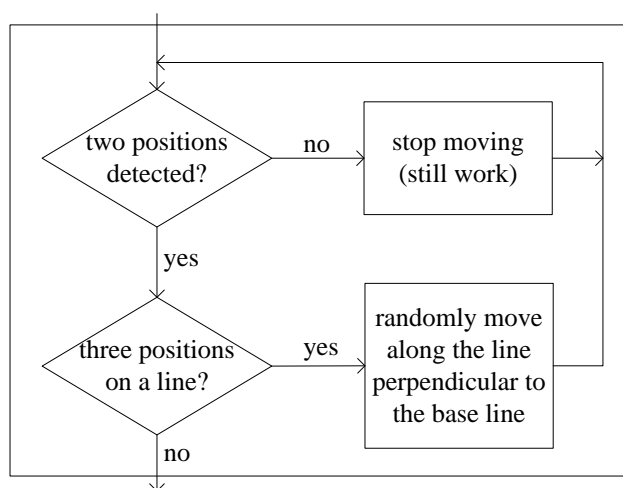 two positions
detected?
no
stop moving
(still work)
yes
three positions
on a line?
yes
randomly move
along the line
perpendicular to
the base line
no